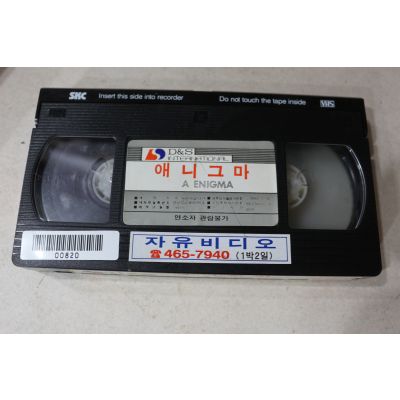 SKC Insert this side into recorder Do not touch the tape inside VHS
D&S
INTERNATIONAL
애니그마
A ENIGMA
연소자 관람불가
자유비디오
☎465-7940 (1박2일)
00820